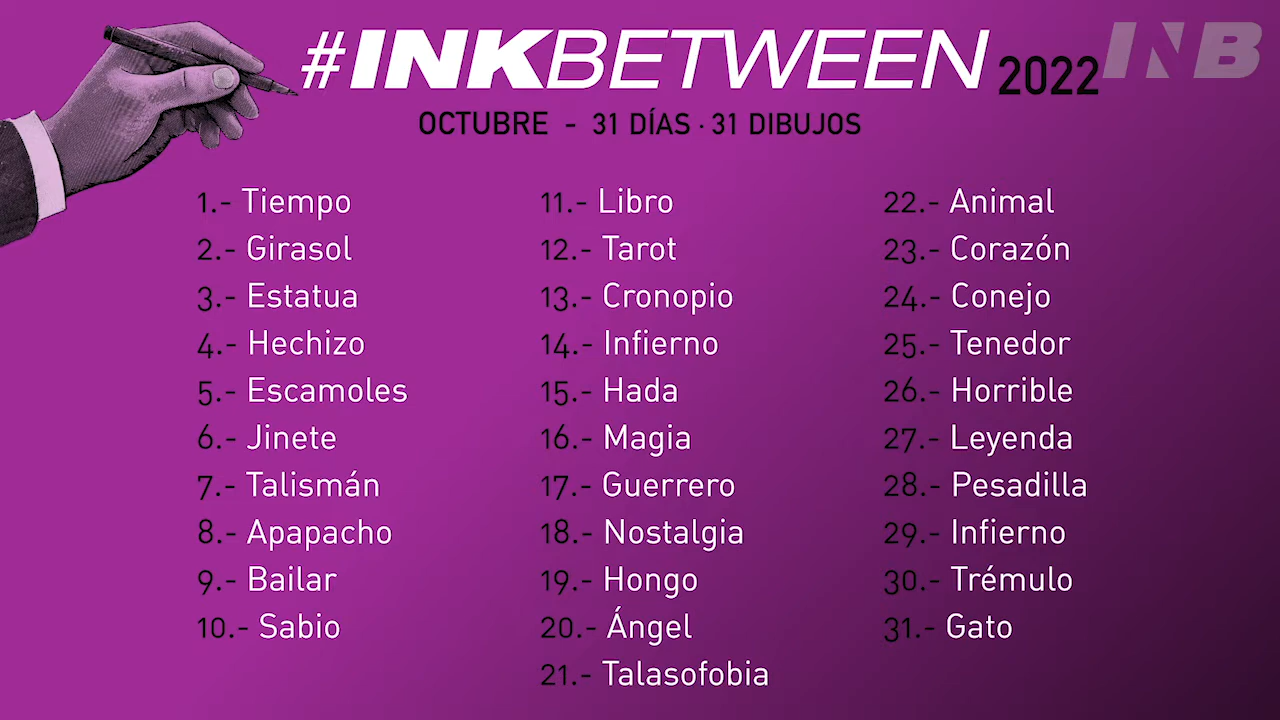 #INKBETWEEN 2022
INB
OCTUBRE - 31 DÍAS · 31 DIBUJOS
1.- Tiempo
2.- Girasol
3.- Estatua
4.- Hechizo
5.- Escamoles
6.- Jinete
7.- Talismán
8.- Apapacho
9.- Bailar
10.- Sabio
11.- Libro
12.- Tarot
13.- Cronopio
14.- Infierno
15.- Hada
16.- Magia
17.- Guerrero
18.- Nostalgia
19.- Hongo
20.- Ángel
21.- Talasofobia
22.- Animal
23.- Corazón
24.- Conejo
25.- Tenedor
26.- Horrible
27.- Leyenda
28.- Pesadilla
29.- Infierno
30.- Trémulo
31.- Gato